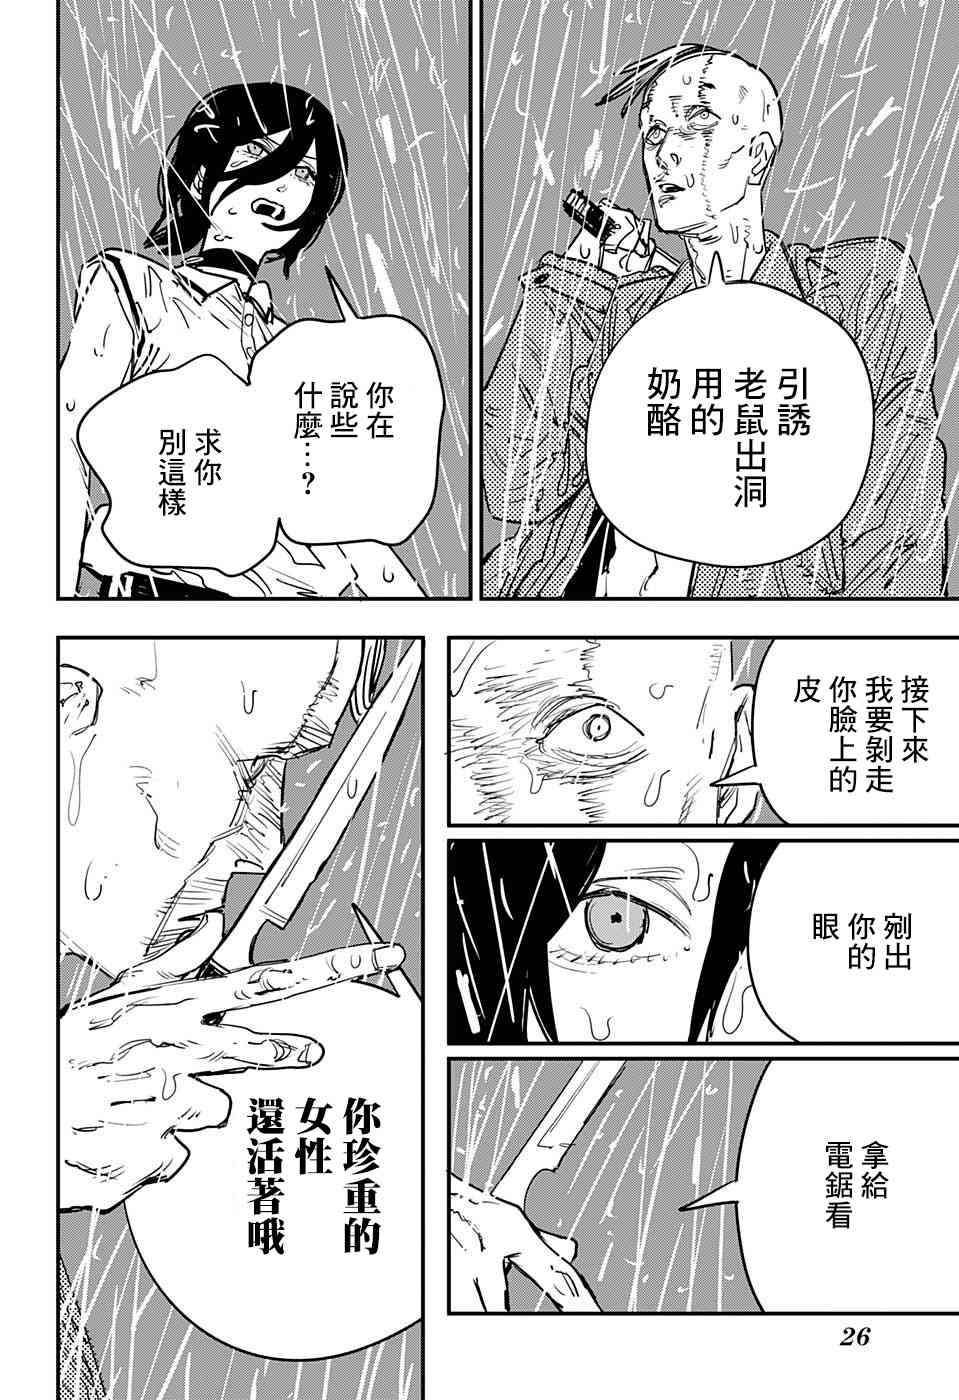 引誘
老鼠出洞
用的
奶酪
你在
說些
什麼…?
求你
別這樣
接下來
我要剝走
你臉上的
皮
剜出
你的
眼
拿給
電鋸看
你珍重的
女性
還活著哦
N
26